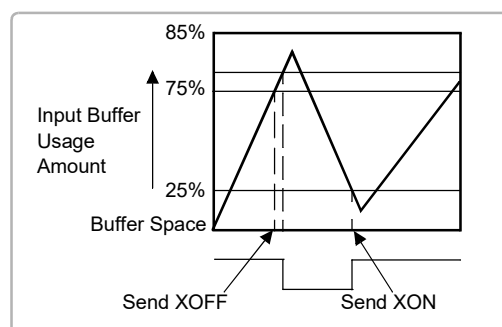 85%
75%
Input Buffer
Usage
Amount
25%
Buffer Space
Send XOFF
Send XON